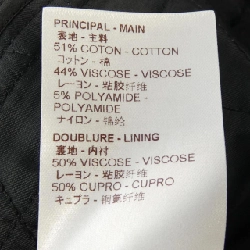 PRINCIPAL - MAIN
表地 - 主料
51% COTON - COTTON
コットン - 棉
44% VISCOSE - VISCOSE
レーヨン - 粘胶纤维
5% POLYAMIDE -
POLYAMIDE
ナイロン - 锦纶
DOUBLURE - LINING
裏地 - 内衬
50% VISCOSE - VISCOSE
レーヨン - 粘胶纤维
50% CUPRO - CUPRO
キュプラ - 铜氨纤维